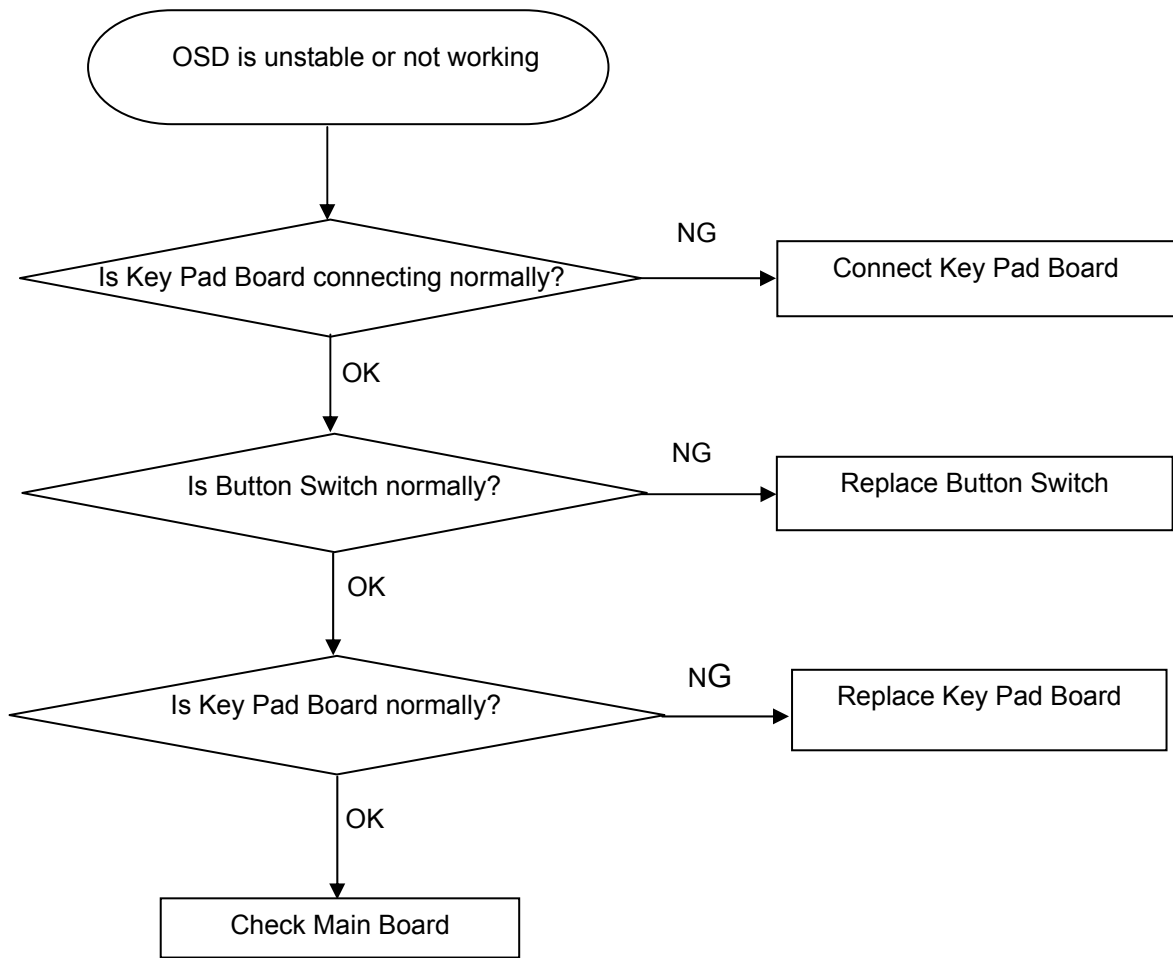 OSD is unstable or not working
NG
Is Key Pad Board connecting normally?
Connect Key Pad Board
OK
NG
Is Button Switch normally?
Replace Button Switch
OK
NG
Is Key Pad Board normally?
Replace Key Pad Board
OK
Check Main Board